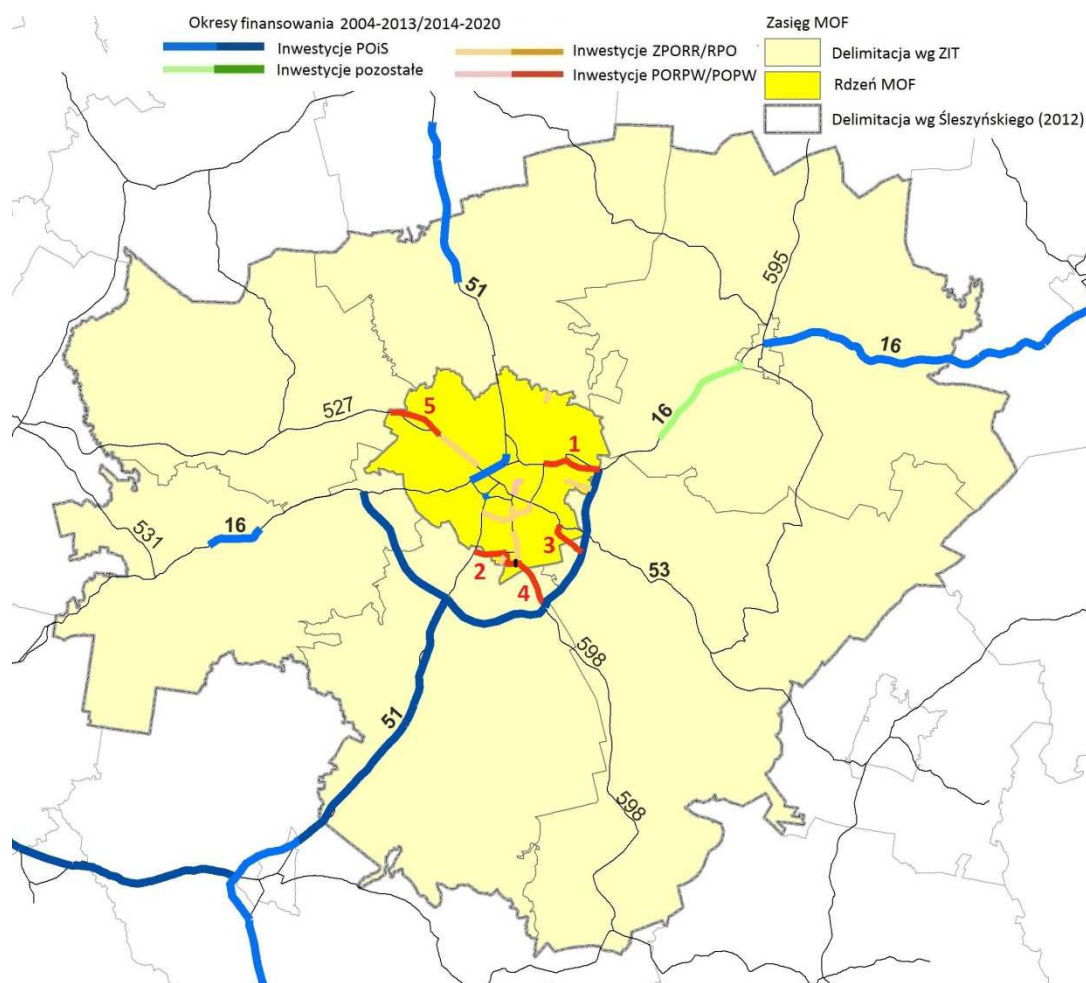 Okresy finansowania 2004-2013/2014-2020
Inwestycje POiS
Inwestycje ZPORR/RPO
Inwestycje pozostałe
Inwestycje PORPW/POPW
Zasięg MOF
Delimitacja wg ZIT
Rdzeń MOF
Delimitacja wg Śleszyńskiego (2012)
51
595
16
527
5
16
1
531
16
3
53
2
4
598
51
598